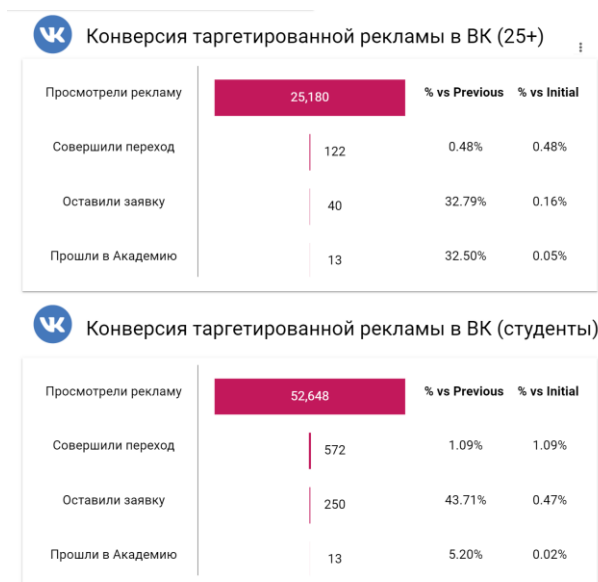 Конверсия таргетированной рекламы в ВК (25+)
% vs Previous % vs Initial
Просмотрели рекламу 25,180
Совершили переход 122 0.48% 0.48%
Оставили заявку 40 32.79% 0.16%
Прошли в Академию 13 32.50% 0.05%
Конверсия таргетированной рекламы в ВК (студенты)
% vs Previous % vs Initial
Просмотрели рекламу 52,648
Совершили переход 572 1.09% 1.09%
Оставили заявку 250 43.71% 0.47%
Прошли в Академию 13 5.20% 0.02%